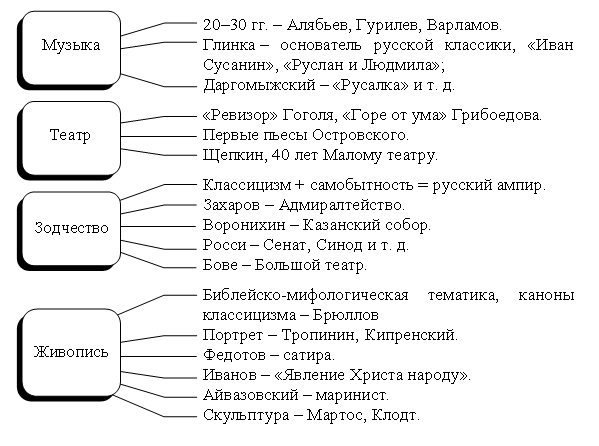 Музыка
20–30 гг. – Алябьев, Гурилев, Варламов.
Глинка – основатель русской классики, «Иван
Сусанин», «Руслан и Людмила»;
Даргомыжский – «Русалка» и т. д.
Театр
«Ревизор» Гоголя, «Горе от ума» Грибоедова.
Первые пьесы Островского.
Щепкин, 40 лет Малому театру.
Зодчество
Классицизм + самобытность = русский ампир.
Захаров – Адмиралтейство.
Воронихин – Казанский собор.
Росси – Сенат, Синод и т. д.
Бове – Большой театр.
Живопись
Библейско-мифологическая тематика, каноны
классицизма – Брюллов
Портрет – Тропинин, Кипренский.
Федотов – сатира.
Иванов – «Явление Христа народу».
Айвазовский – маринист.
Скульптура – Мартос, Клодт.